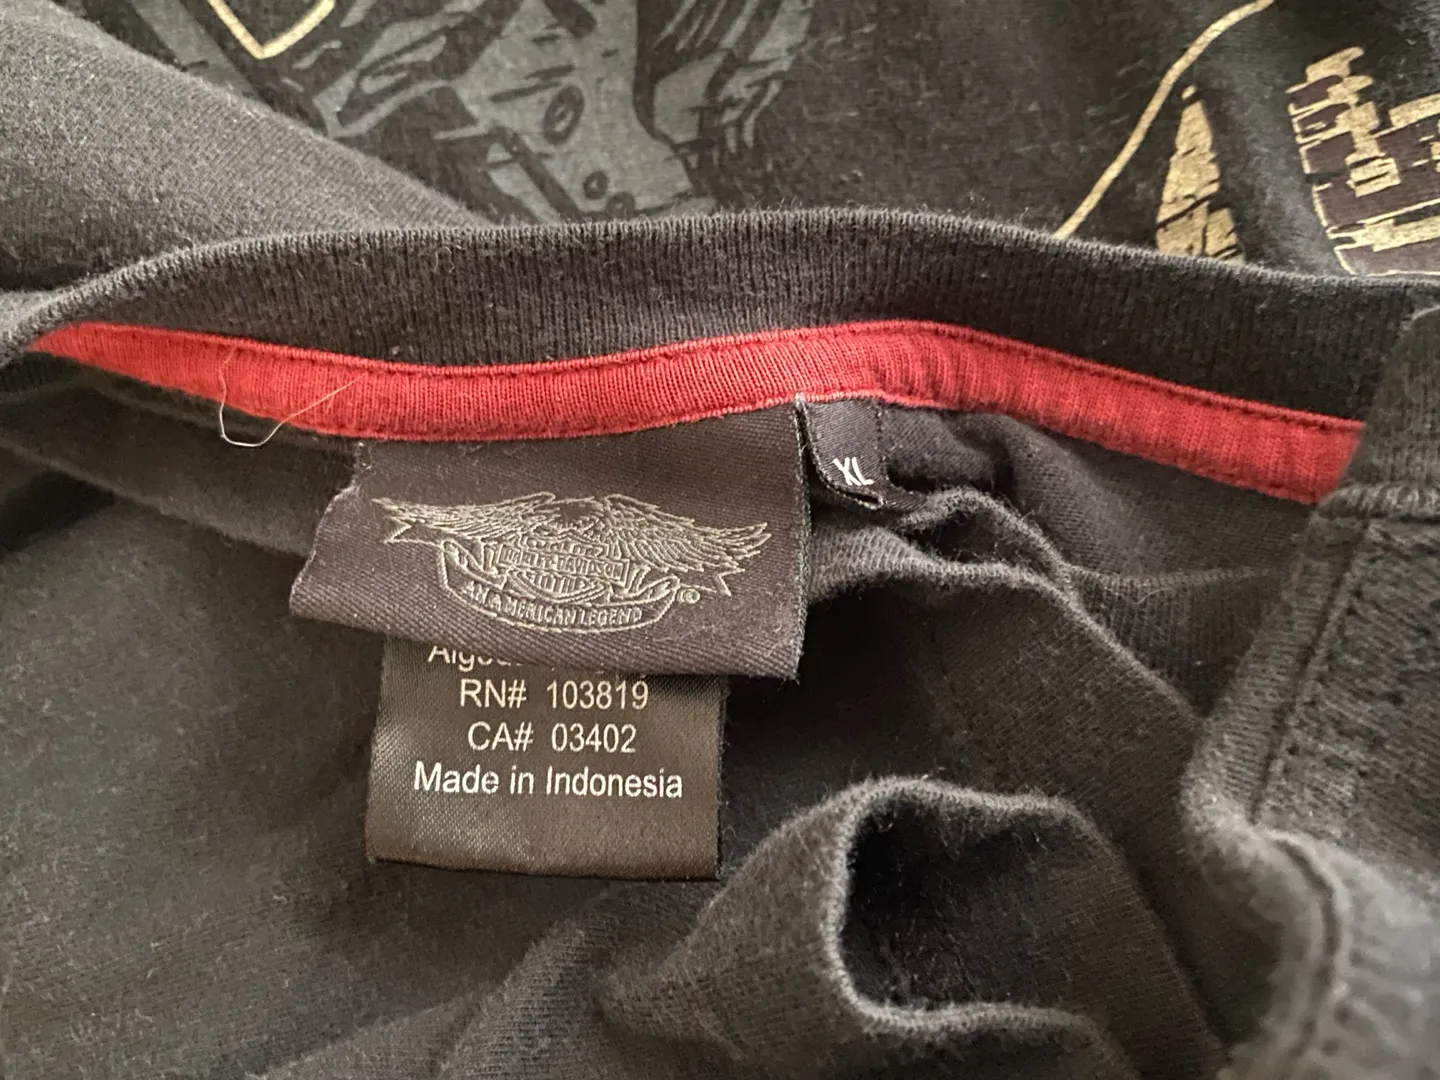 XL
HARLEY-DAVIDSON
AN AMERICAN LEGEND
®
RN# 103819
CA# 03402
Made in Indonesia